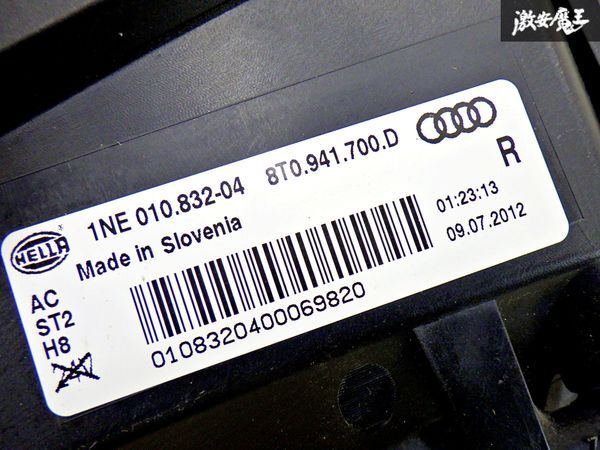 激安魔王
1NE 010.832-04 8T0.941.700.D
HELLA
Made in Slovenia
R
AC
ST2
H8
01:23:13
09.07.2012
0108320400069820